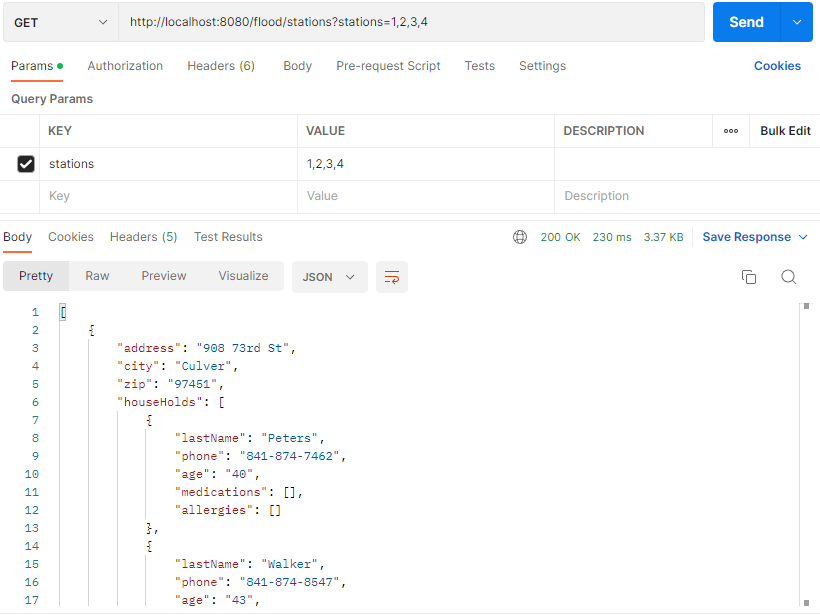 GET http://localhost:8080/flood/stations?stations=1,2,3,4 Send
Params Authorization Headers (6) Body Pre-request Script Tests Settings Cookies
Query Params
KEY VALUE DESCRIPTION Bulk Edit
stations 1,2,3,4
Key Value Description
Body Cookies Headers (5) Test Results 200 OK 230 ms 3.37 KB Save Response
Pretty Raw Preview Visualize JSON
1 [
2 {
3 "address": "908 73rd St",
4 "city": "Culver",
5 "zip": "97451",
6 "houseHolds": [
7 {
8 "lastName": "Peters",
9 "phone": "841-874-7462",
10 "age": "40",
11 "medications": [],
12 "allergies": []
13 },
14 {
15 "lastName": "Walker",
16 "phone": "841-874-8547",
17 "age": "43",